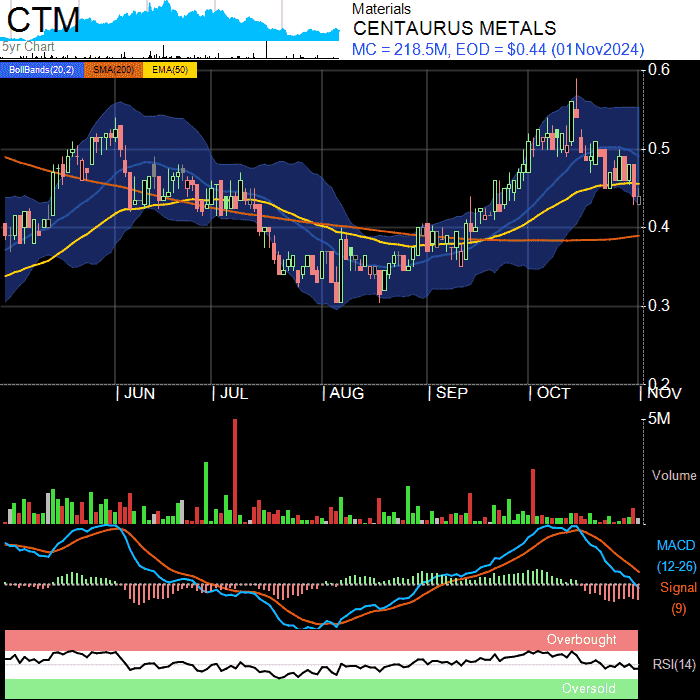 CTM
5yr Chart
Materials
CENTAURUS METALS
MC = 218.5M, EOD = $0.44 (01Nov2024)
BollBands(20,2) SMA(200) EMA(50)
0.6
0.5
0.4
0.3
0.2
| JUN | JUL | AUG | SEP | OCT | NOV
5M
Volume
MACD
(12-26)
Signal
(9)
Overbought
RSI(14)
Oversold